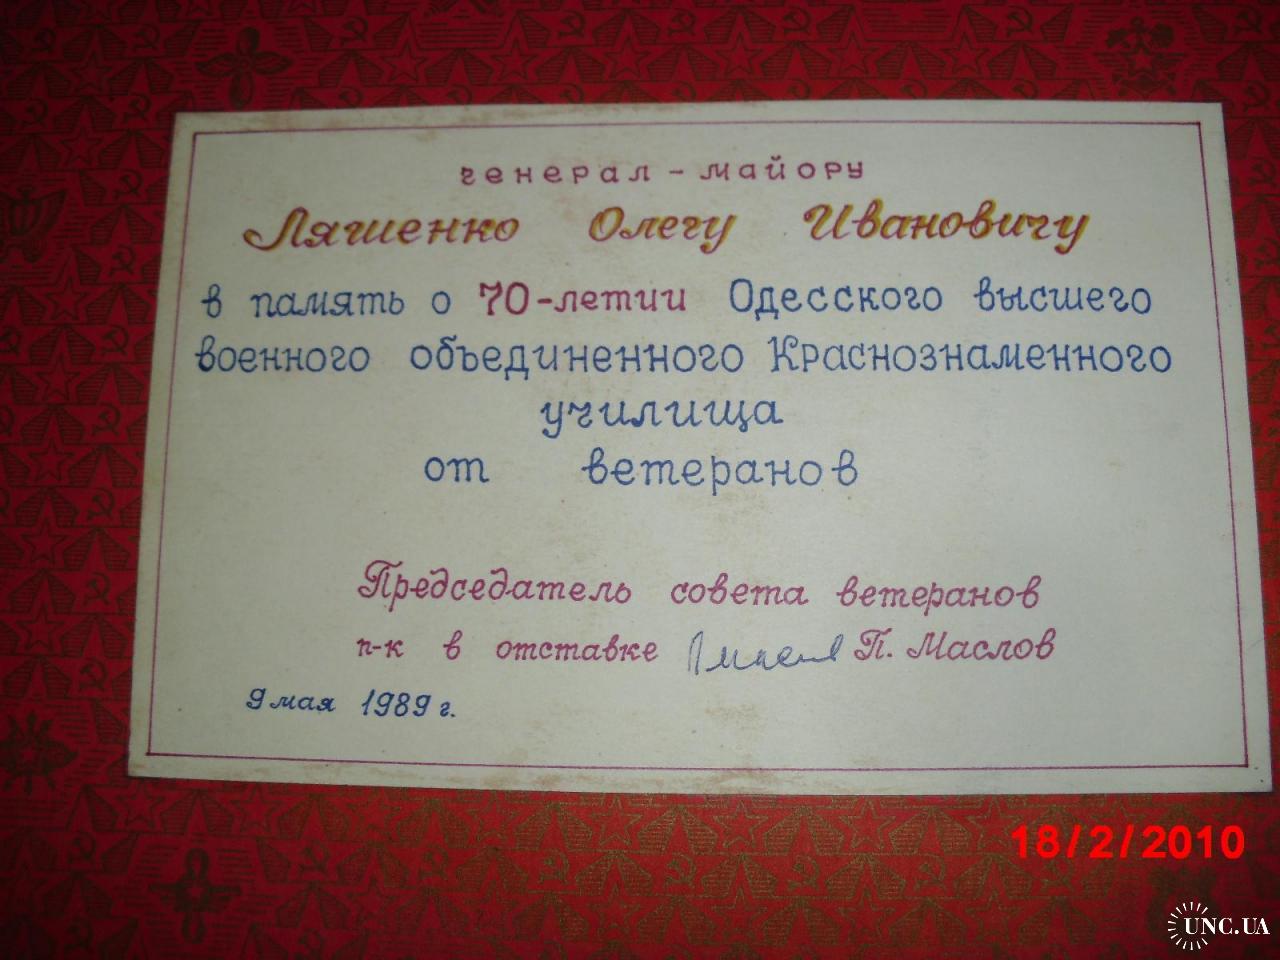 генерал - майору
Ляшенко Олегу Ивановичу
в память о 70-летии Одесского высшего
военного объединенного Краснознаменного
училища
от ветеранов
Председатель совета ветеранов
п-к в отставке П. Маслов
9 мая 1989 г.
18/2/2010
UNC.UA